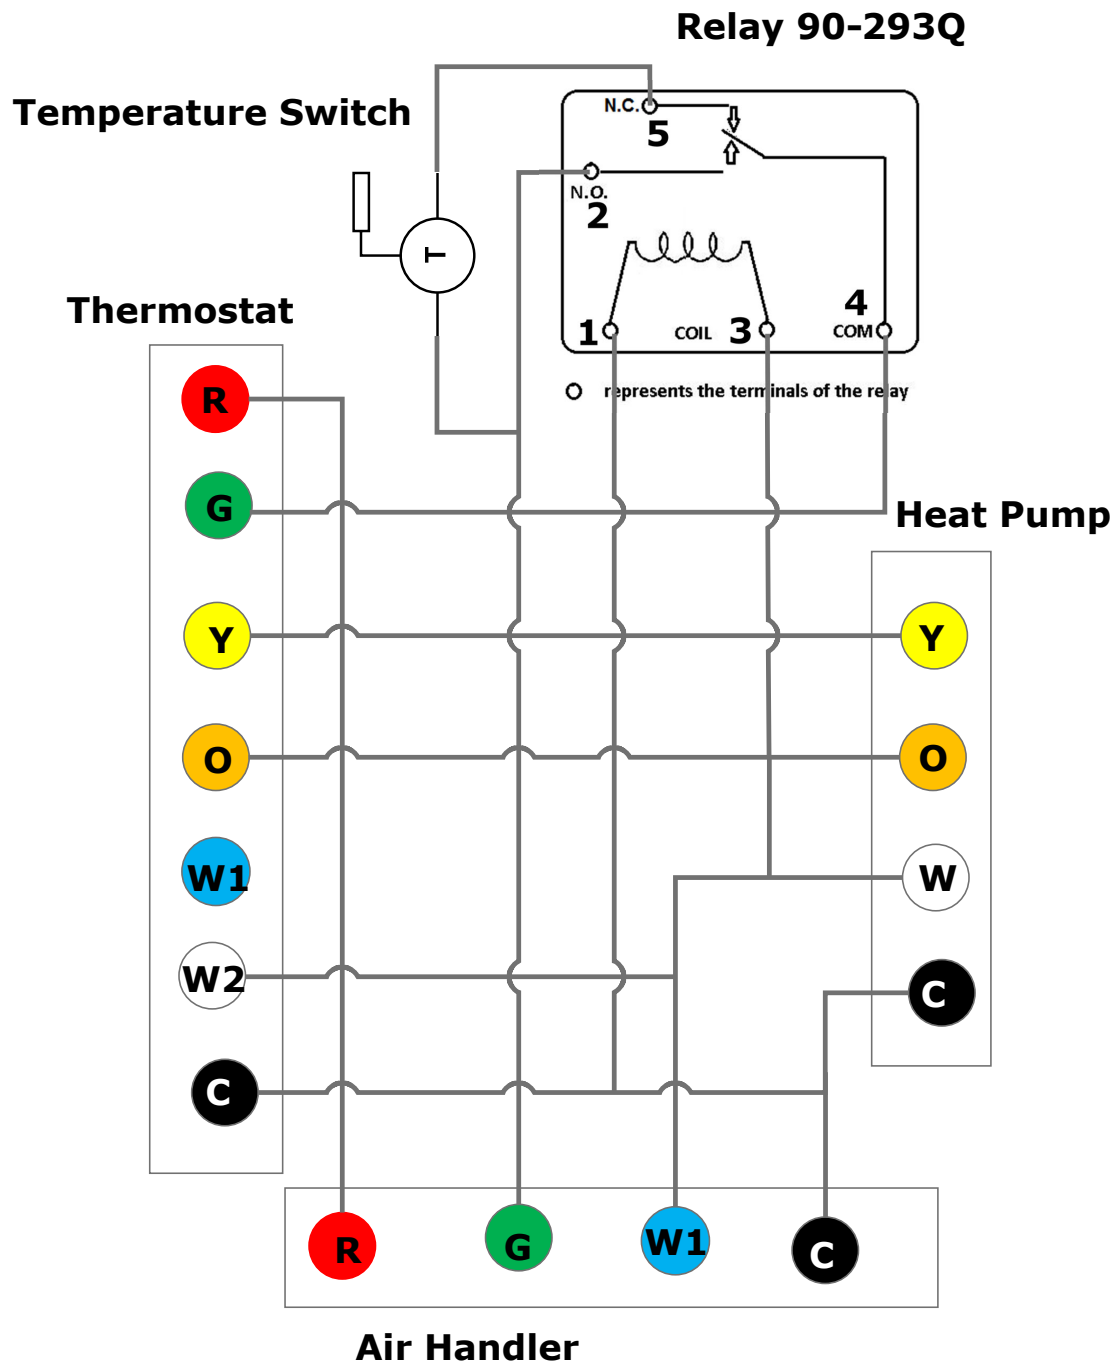 Relay 90-293Q
Temperature Switch
N.C.
5
N.O.
2
T
Thermostat
1
COIL
3
4
COM
represents the terminals of the relay
R
G
Heat Pump
Y
Y
O
O
W1
W
W2
C
C
R
G
W1
C
Air Handler